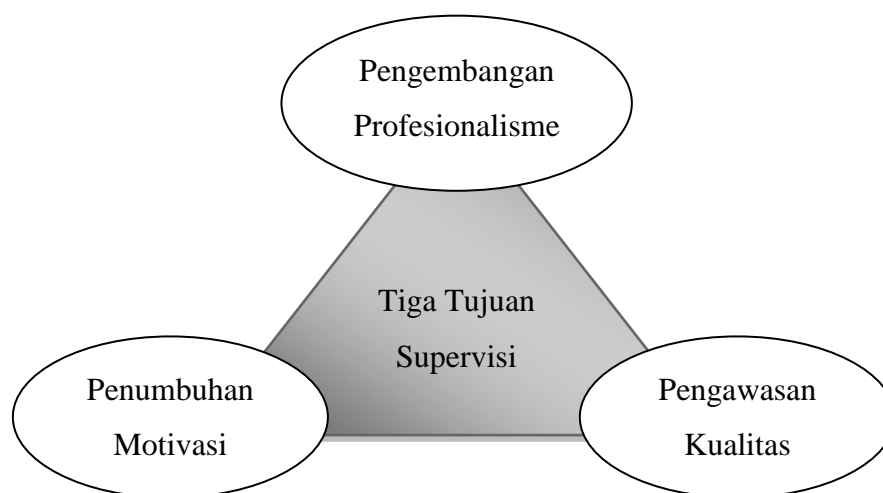 Pengembangan
Profesionalisme
Tiga Tujuan
Supervisi
Penumbuhan
Motivasi
Pengawasan
Kualitas